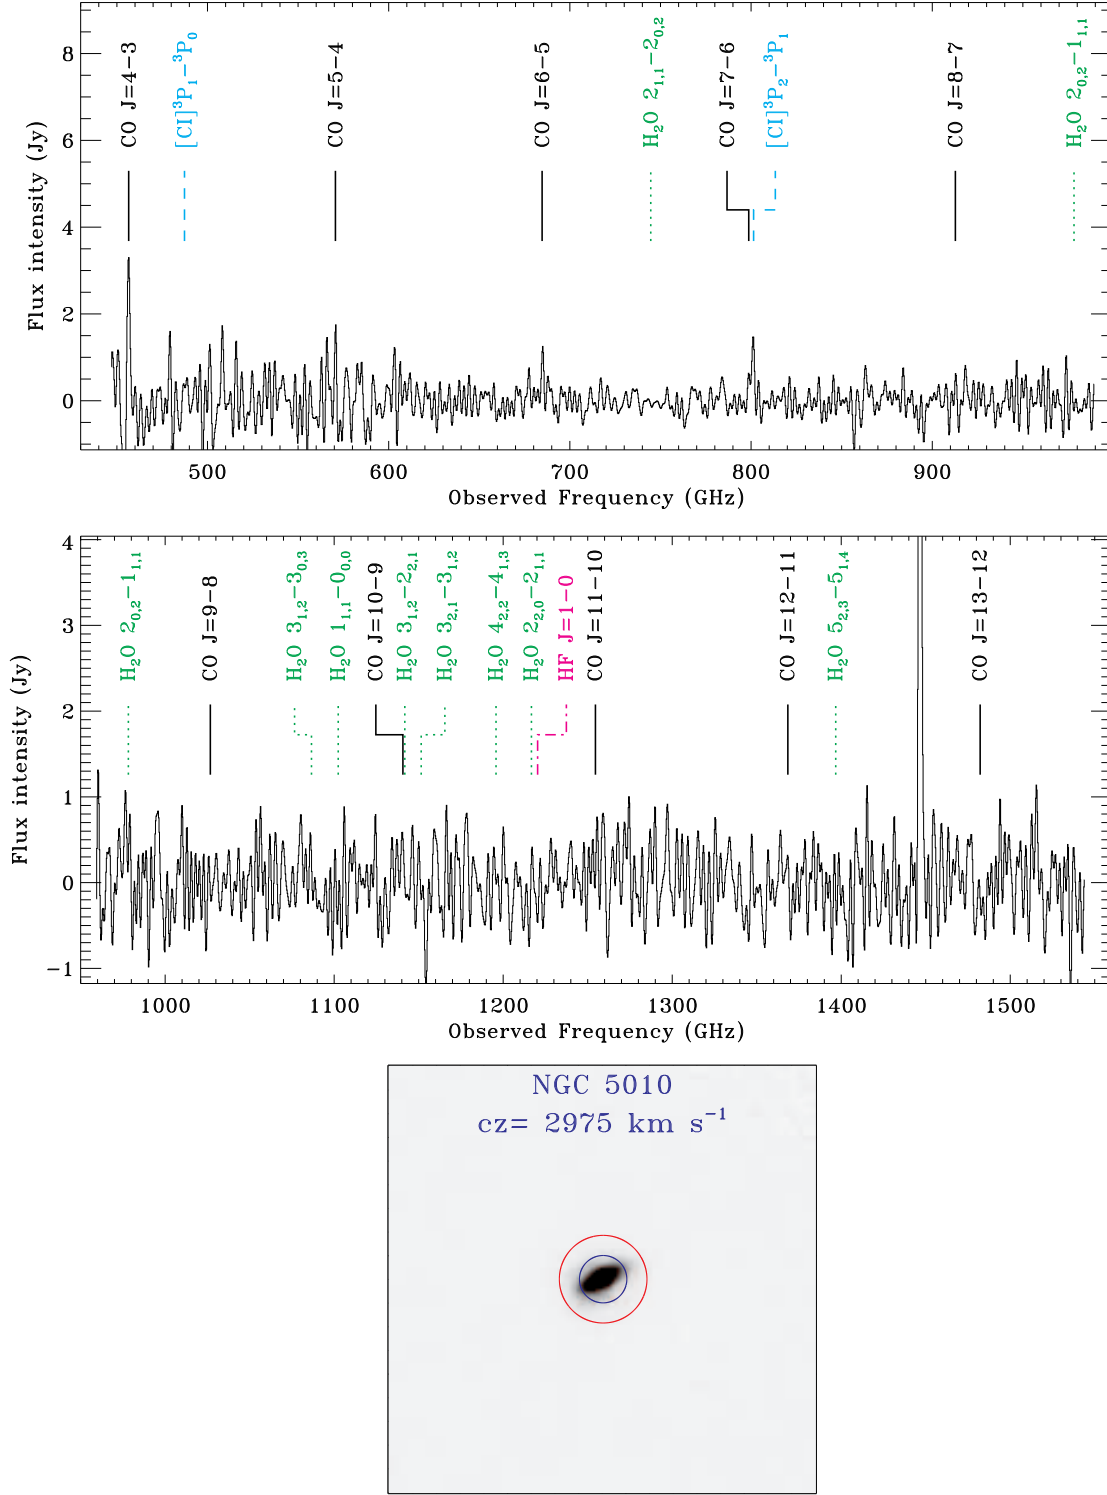 CO J=4−3
[CI]³P₁−³P₀
CO J=5−4
CO J=6−5
H₂O 2₁,₁−2₀,₂
CO J=7−6
[CI]³P₂−³P₁
CO J=8−7
H₂O 2₀,₂−1₁,₁
Flux intensity (Jy)
8
6
4
2
0
500 600 700 800 900
Observed Frequency (GHz)
H₂O 2₀,₂−1₁,₁
CO J=9−8
H₂O 3₁,₂−3₀,₃
H₂O 1₁,₁−0₀,₀
CO J=10−9
H₂O 3₁,₂−2₂,₁
H₂O 3₂,₁−3₁,₂
H₂O 4₂,₂−4₁,₃
H₂O 2₂,₀−2₁,₁
HF J=1−0
CO J=11−10
CO J=12−11
H₂O 5₂,₃−5₁,₄
CO J=13−12
Flux intensity (Jy)
4
3
2
1
0
−1
1000 1100 1200 1300 1400 1500
Observed Frequency (GHz)
NGC 5010
cz= 2975 km s⁻¹